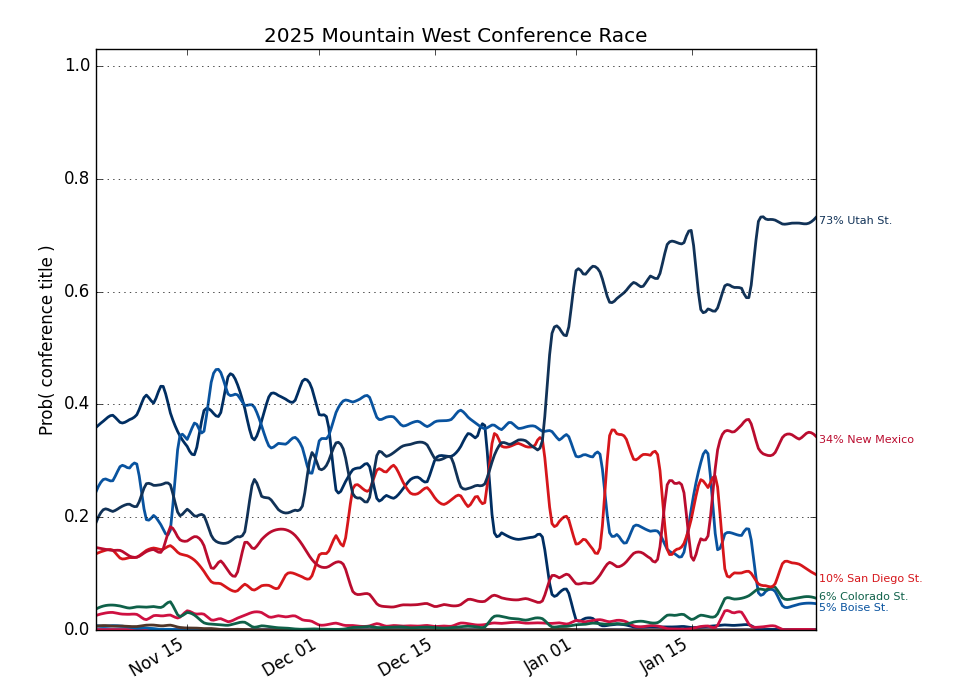 2025 Mountain West Conference Race
Prob( conference title )
1.0
0.8
0.6
0.4
0.2
0.0
Nov 15
Dec 01
Dec 15
Jan 01
Jan 15
73% Utah St.
34% New Mexico
10% San Diego St.
6% Colorado St.
5% Boise St.